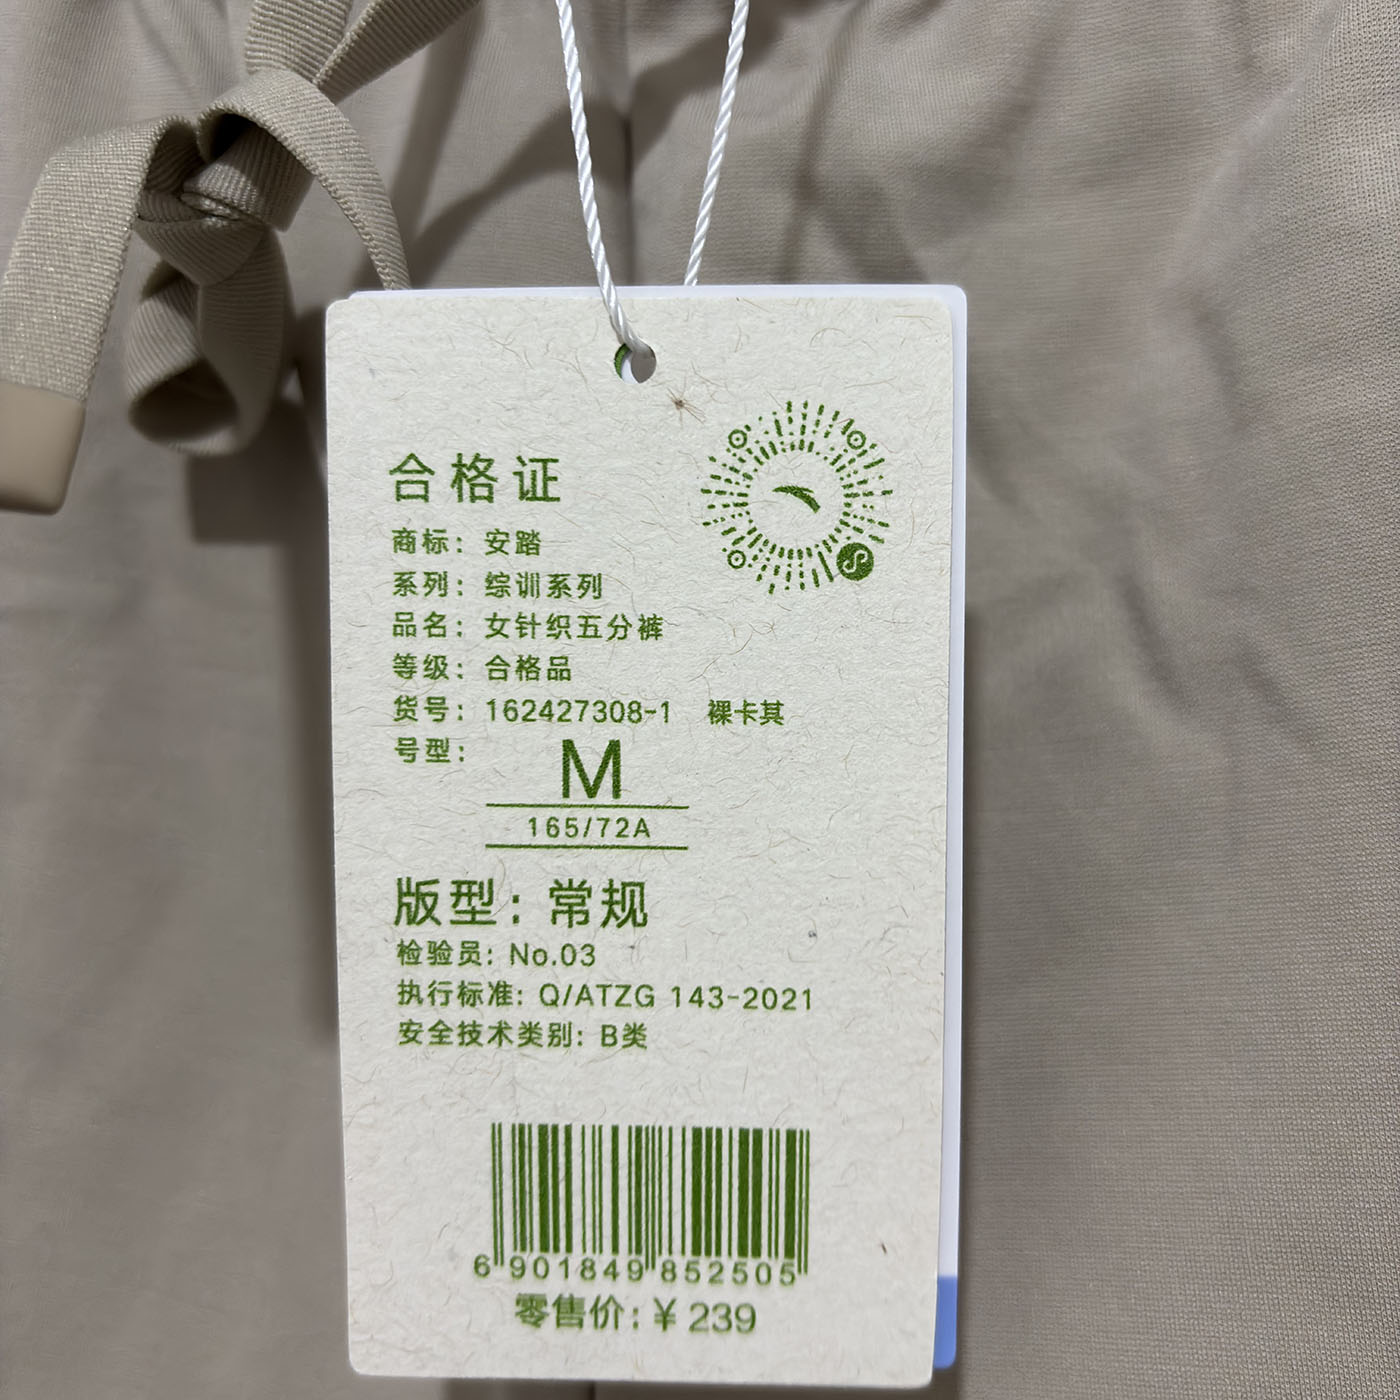 合格证
商标：安踏
系列：综训系列
品名：女针织五分裤
等级：合格品
货号：162427308-1 裸卡其
号型：M
165/72A
版型：常规
检验员：No.03
执行标准：Q/ATZG 143-2021
安全技术类别：B类
6 901849 852505
零售价：¥ 239